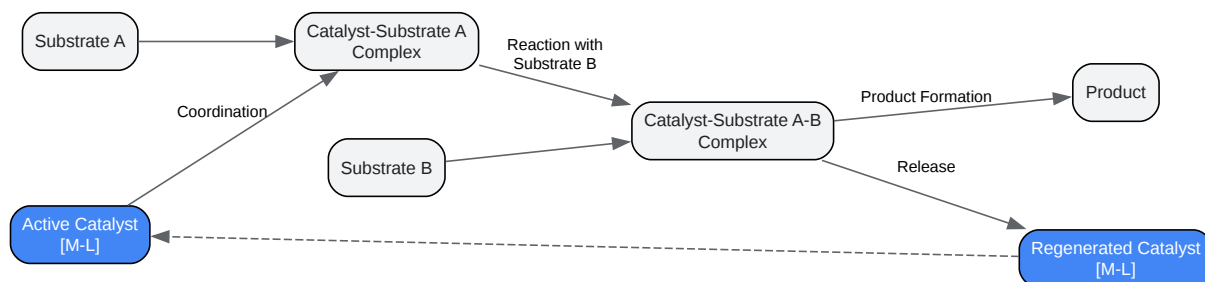 Substrate A
Catalyst-Substrate A
Complex
Reaction with
Substrate B
Coordination
Product Formation
Product
Catalyst-Substrate A-B
Complex
Substrate B
Release
Active Catalyst
[M-L]
Regenerated Catalyst
[M-L]